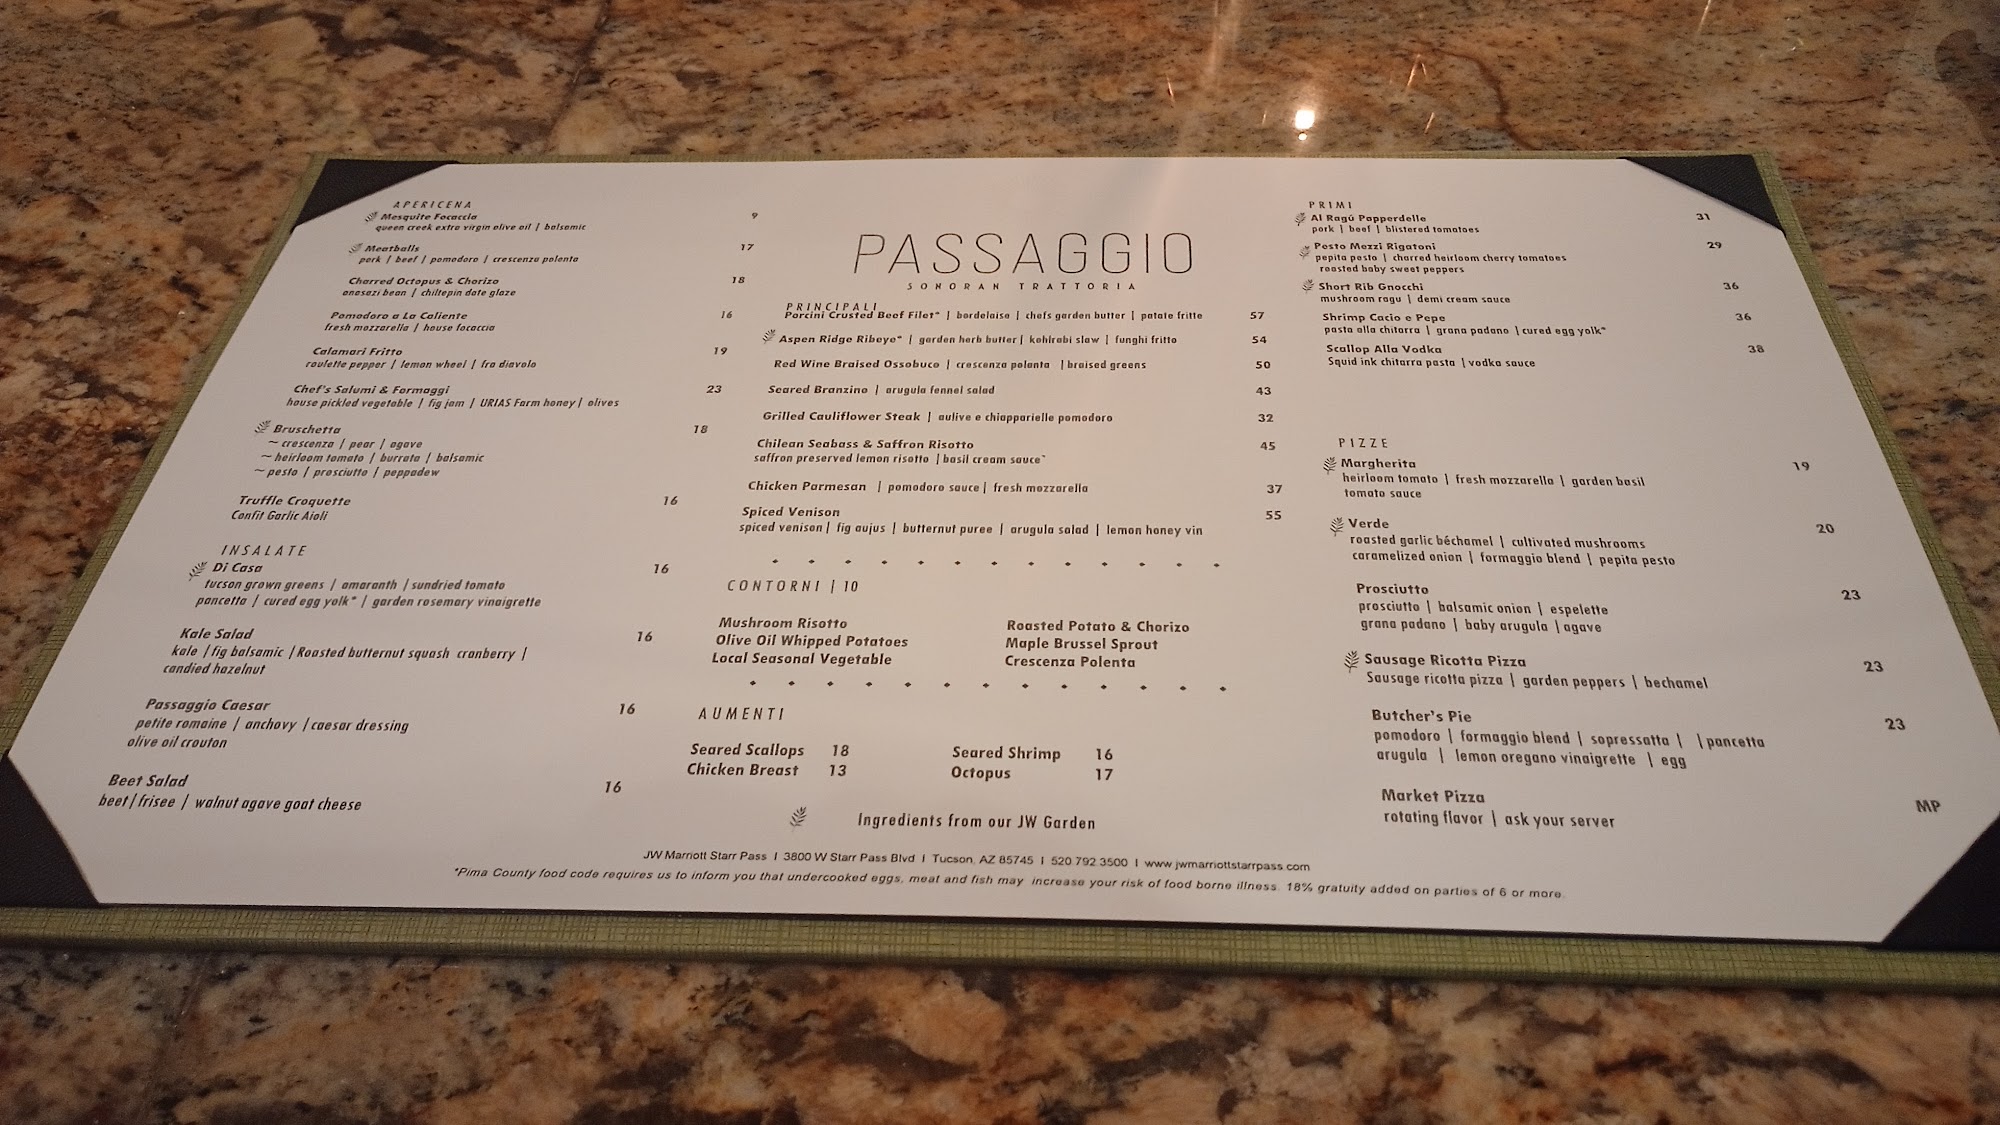 APERICENA
Mesquite Focaccia 9
queen creek extra virgin olive oil | balsamic
Meatballs 17
pork | beef | pomodoro | crescenza polenta
Charred Octopus & Chorizo 18
anasazi bean | chiltepin date glaze
Pomodoro a La Caliente 16
fresh mozzarella | house focaccia
Calamari Fritto 19
roulette pepper | lemon wheel | fra diavolo
Chef's Salumi & Formaggi 23
house pickled vegetable | fig jam | URIAS Farm honey | olives
Bruschetta 18
~ crescenza | pear | agave
~ heirloom tomato | burrata | balsamic
~ pesto | prosciutto | peppadew
Truffle Croquette 16
Confit Garlic Aioli
INSALATE
Di Casa 16
tucson grown greens | amaranth | sundried tomato
pancetta | cured egg yolk* | garden rosemary vinaigrette
Kale Salad 16
kale | fig balsamic | Roasted butternut squash cranberry |
candied hazelnut
Passaggio Caesar 16
petite romaine | anchovy | caesar dressing
olive oil crouton
Beet Salad 16
beet | frisee | walnut agave goat cheese
PASSAGGIO
SONORAN TRATTORIA
PRINCIPALI
Porcini Crusted Beef Filet* | bordelaise | chefs garden butter | patate fritte 57
Aspen Ridge Ribeye* | garden herb butter | kohlrabi slaw | funghi fritto 54
Red Wine Braised Ossobuco | crescenza polenta | braised greens 50
Seared Branzino | arugula fennel salad 43
Grilled Cauliflower Steak | aulive e chiapparielle pomodoro 32
Chilean Seabass & Saffron Risotto 45
saffron preserved lemon risotto | basil cream sauce`
Chicken Parmesan | pomodoro sauce | fresh mozzarella 37
Spiced Venison 55
spiced venison | fig aujus | butternut puree | arugula salad | lemon honey vin
CONTORNI | 10
Mushroom Risotto
Olive Oil Whipped Potatoes
Local Seasonal Vegetable
Roasted Potato & Chorizo
Maple Brussel Sprout
Crescenza Polenta
AUMENTI
Seared Scallops 18
Chicken Breast 13
Seared Shrimp 16
Octopus 17
Ingredients from our JW Garden
PRIMI
Al Ragú Papperdelle 31
pork | beef | blistered tomatoes
Pesto Mezzi Rigatoni 29
pepita pesto | charred heirloom cherry tomatoes
roasted baby sweet peppers
Short Rib Gnocchi 36
mushroom ragu | demi cream sauce
Shrimp Cacio e Pepe 36
pasta alla chitarra | grana padano | cured egg yolk*
Scallop Alla Vodka 38
Squid ink chitarra pasta | vodka sauce
PIZZE
Margherita 19
heirloom tomato | fresh mozzarella | garden basil
tomato sauce
Verde 20
roasted garlic béchamel | cultivated mushrooms
caramelized onion | formaggio blend | pepita pesto
Prosciutto 23
prosciutto | balsamic onion | espelette
grana padano | baby arugula | agave
Sausage Ricotta Pizza 23
Sausage ricotta pizza | garden peppers | bechamel
Butcher's Pie 23
pomodoro | formaggio blend | sopressatta | | pancetta
arugula | lemon oregano vinaigrette | egg
Market Pizza MP
rotating flavor | ask your server
JW Marriott Starr Pass | 3800 W Starr Pass Blvd | Tucson, AZ 85745 | 520.792.3500 | www.jwmarriottstarrpass.com
*Pima County food code requires us to inform you that undercooked eggs, meat and fish may increase your risk of food borne illness. 18% gratuity added on parties of 6 or more.